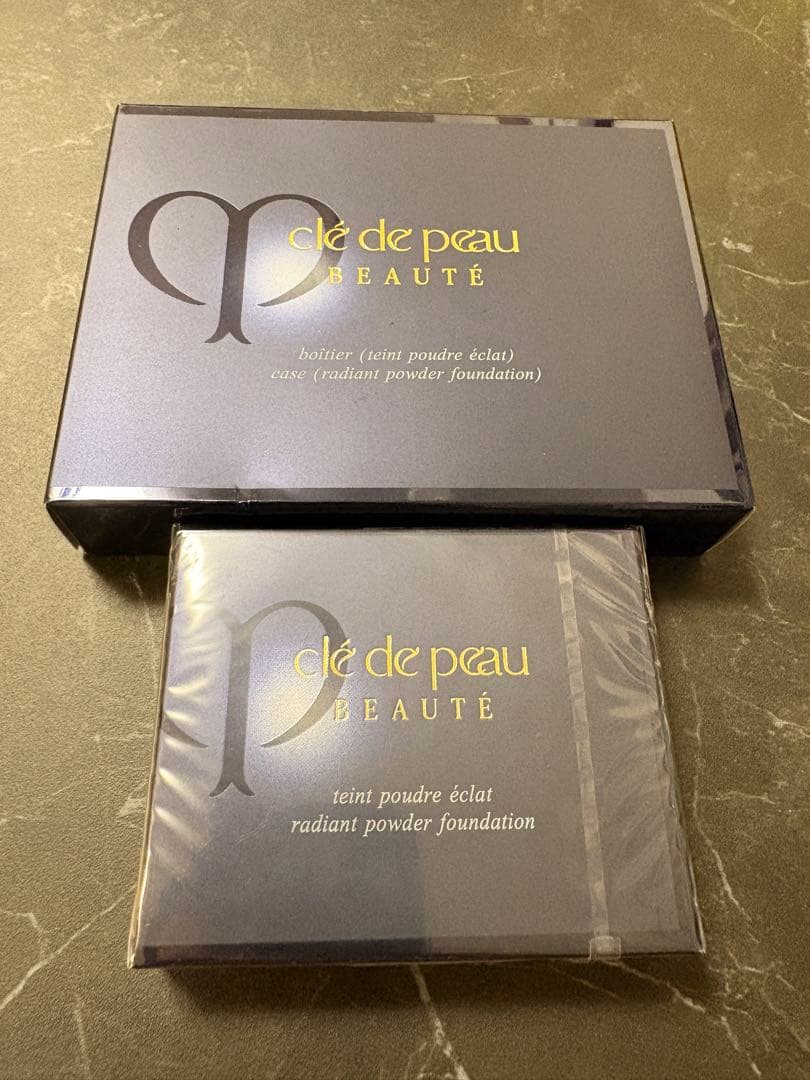 clé de peau
BEAUTÉ
boîtier (teint poudre éclat)
case (radiant powder foundation)
clé de peau
BEAUTÉ
teint poudre éclat
radiant powder foundation